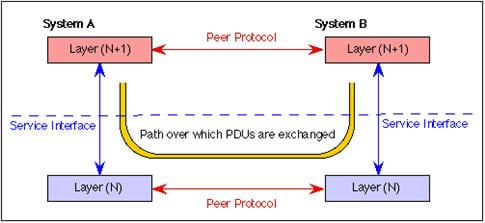 System A
System B
Layer (N+1)
Peer Protocol
Layer (N+1)
Service Interface
Path over which PDUs are exchanged
Service Interface
Layer (N)
Peer Protocol
Layer (N)